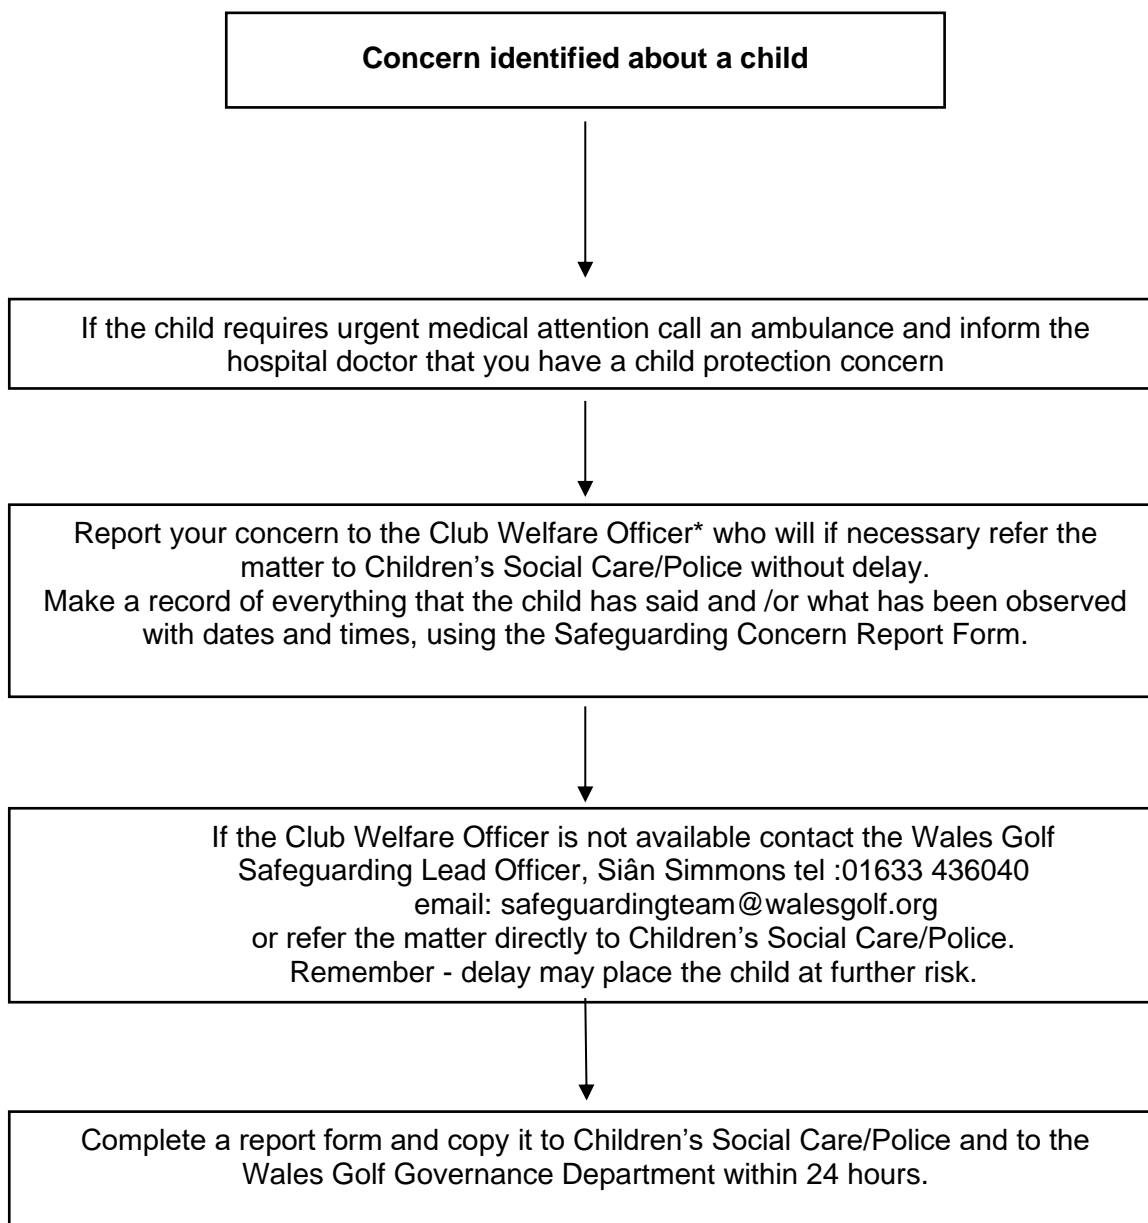 Concern identified about a child
If the child requires urgent medical attention call an ambulance and inform the
hospital doctor that you have a child protection concern
Report your concern to the Club Welfare Officer* who will if necessary refer the
matter to Children’s Social Care/Police without delay.
Make a record of everything that the child has said and /or what has been observed
with dates and times, using the Safeguarding Concern Report Form.
If the Club Welfare Officer is not available contact the Wales Golf
Safeguarding Lead Officer, Siân Simmons tel :01633 436040
email: safeguardingteam@walesgolf.org
or refer the matter directly to Children’s Social Care/Police.
Remember - delay may place the child at further risk.
Complete a report form and copy it to Children’s Social Care/Police and to the
Wales Golf Governance Department within 24 hours.